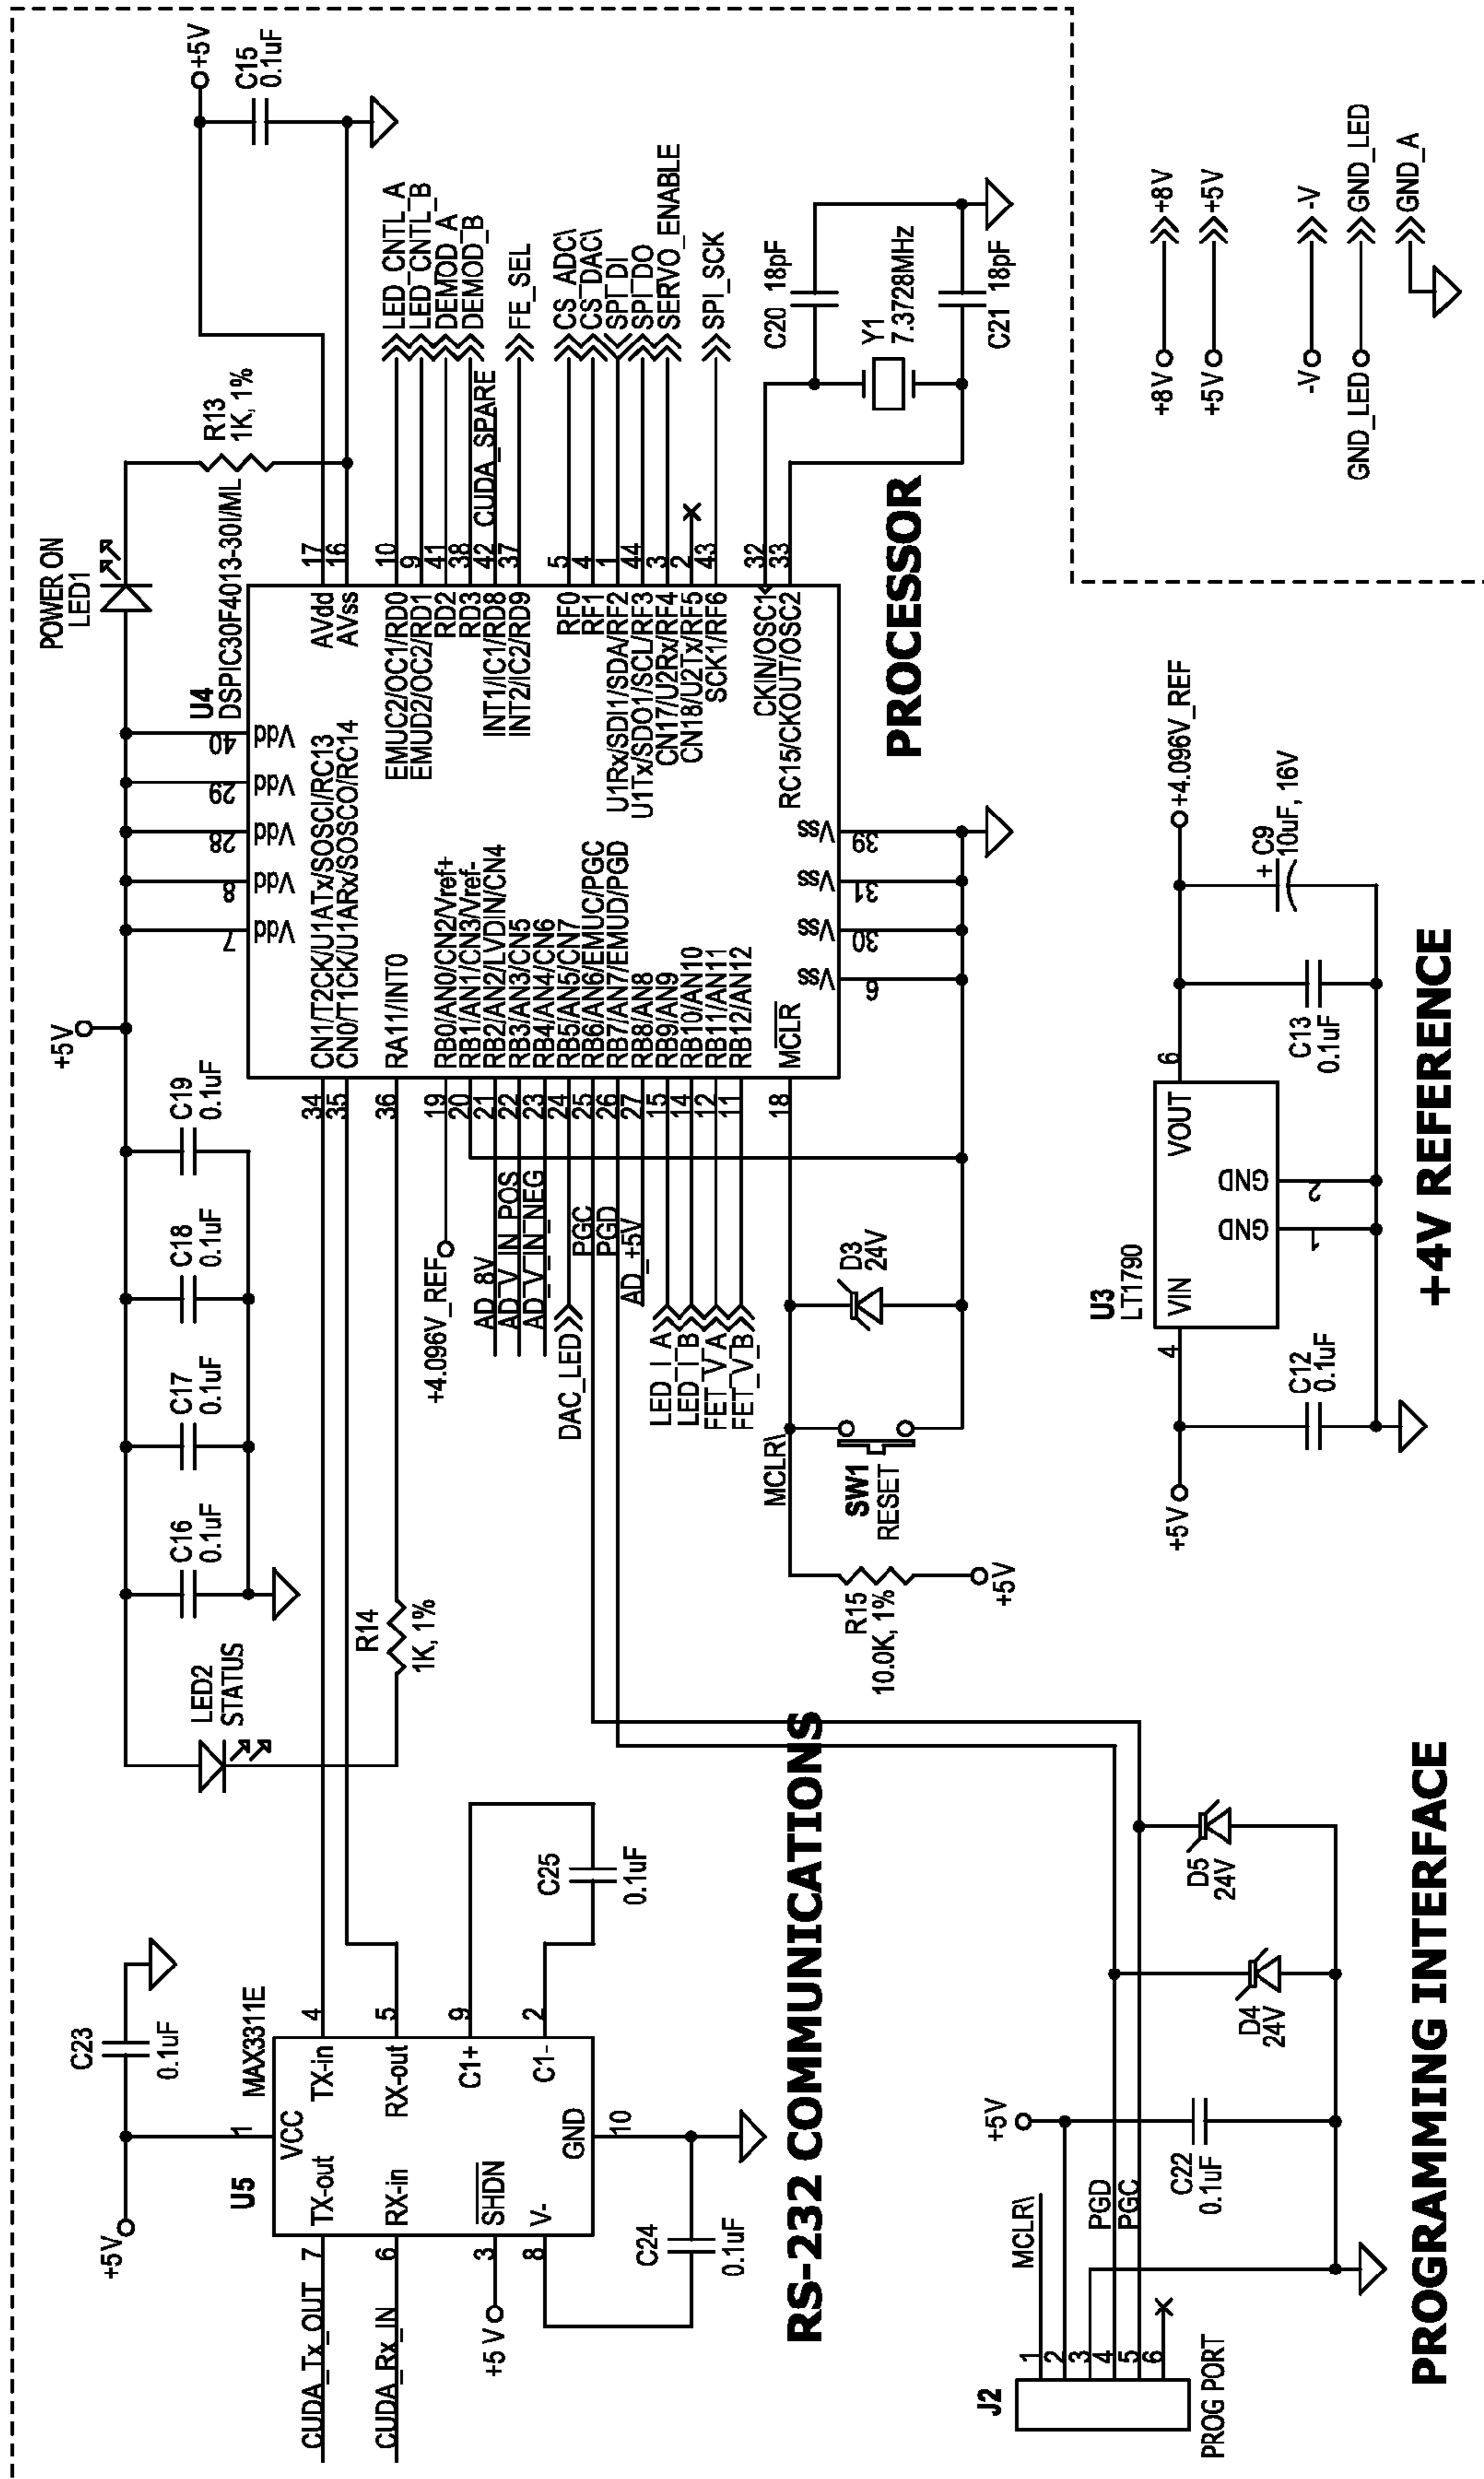 +5V
C23
0.1uF
U5
MAX3311E
1
VCC
CUDA_Tx_OUT
7
TX-out
TX-in
4
CUDA_Rx_IN
6
RX-in
RX-out
5
+5 V
3
SHDN
C1+
9
8
V-
C1-
2
GND
10
C24
0.1uF
C25
0.1uF
RS-232 COMMUNICATIONS
LED2
STATUS
R14
1K, 1%
C16
0.1uF
C17
0.1uF
C18
0.1uF
C19
0.1uF
+5V
POWER ON
LED1
R13
1K, 1%
+5V
C15
0.1uF
U4
DSPIC30F4013-30I/ML
7
8
28
29
40
Vdd
Vdd
Vdd
Vdd
Vdd
34
CN1/T2CK/U1ATx/SOSCI/RC13
35
CN0/T1CK/U1ARx/SOSCO/RC14
36
RA11/INT0
+4.096V_REF
19
RB0/AN0/CN2/Vref+
20
RB1/AN1/CN3/Vref-
AD_8V
21
RB2/AN2/LVDIN/CN4
AD_V_IN_POS
22
RB3/AN3/CN5
AD_V_IN_NEG
23
RB4/AN4/CN6
DAC_LED
24
RB5/AN5/CN7
PGC
25
RB6/AN6/EMUC/PGC
PGD
26
RB7/AN7/EMUD/PGD
AD_+5V
27
RB8/AN8
LED_I_A
15
RB9/AN9
LED_I_B
14
RB10/AN10
FET_V_A
12
RB11/AN11
FET_V_B
11
RB12/AN12
MCLR\
18
MCLR
AVdd
17
AVss
16
EMUC2/OC1/RD0
10
LED_CNTL_A
EMUD2/OC2/RD1
9
LED_CNTL_B
RD2
41
DEMOD_A
RD3
38
DEMOD_B
INT1/IC1/RD8
42
CUDA_SPARE
INT2/IC2/RD9
37
FE_SEL
RF0
5
CS_ADC\
RF1
4
CS_DAC\
U1Rx/SDI1/SDA/RF2
1
SPI_DI
U1Tx/SDO1/SCL/RF3
44
SPI_DO
CN17/U2Rx/RF4
3
SERVO_ENABLE
CN18/U2Tx/RF5
2
SCK1/RF6
43
SPI_SCK
CKIN/OSC1
32
RC15/CKOUT/OSC2
33
Vss
Vss
Vss
Vss
6
30
31
39
C20 18pF
Y1
7.3728MHz
C21 18pF
PROCESSOR
D3
24V
SW1
RESET
R15
10.0K, 1%
+5V
J2
PROG PORT
1
MCLR\
2
3
4
PGD
5
PGC
6
+5V
C22
0.1uF
D4
24V
D5
24V
PROGRAMMING INTERFACE
+5V
C12
0.1uF
U3
LT1790
4
VIN
VOUT
6
GND
GND
1
2
C13
0.1uF
+
C9
10uF, 16V
+4.096V_REF
+4V REFERENCE
+8V
+8V
+5V
+5V
-V
-V
GND_LED
GND_LED
GND_A